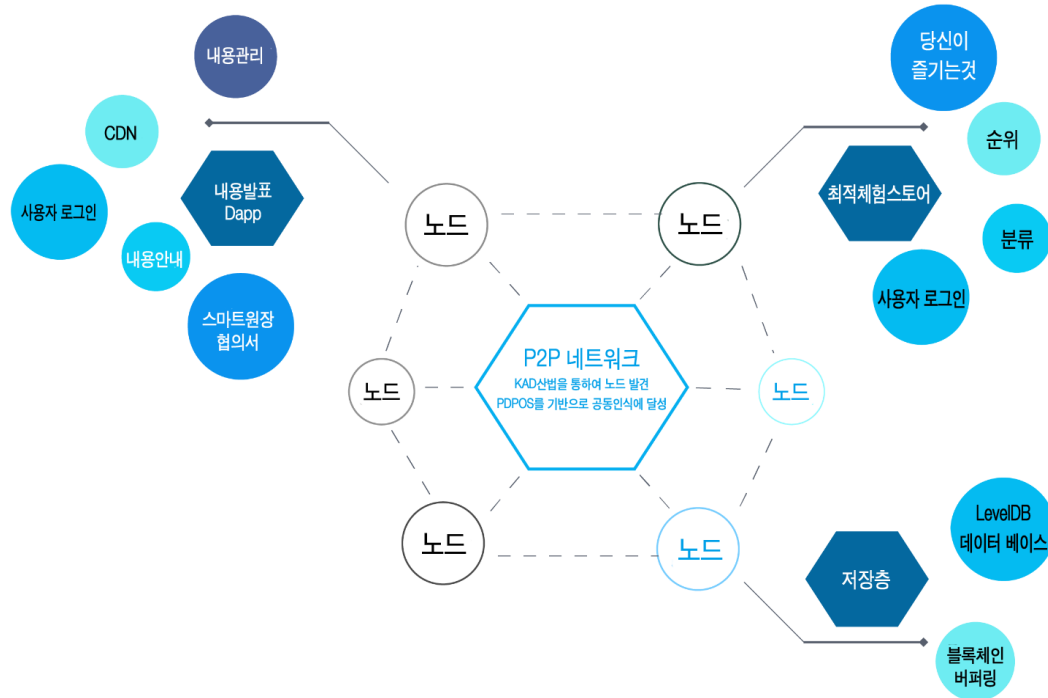 내용관리
CDN
사용자 로그인
내용발표
Dapp
내용안내
스마트원장
협의서
당신이
즐기는것
순위
최적체험스토어
분류
사용자 로그인
노드
노드
노드
P2P 네트워크
KAD산법을 통하여 노드 발견
PDPOS를 기반으로 공동인식에 달성
노드
노드
노드
LevelDB
데이터 베이스
저장층
블록체인
버퍼링